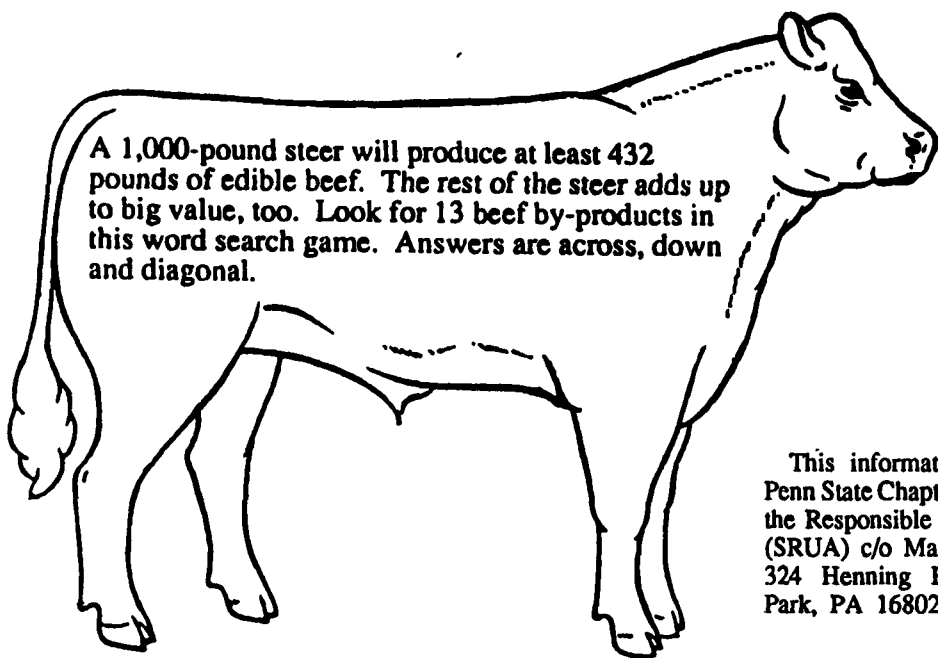 A 1,000-pound steer will produce at least 432
pounds of edible beef. The rest of the steer adds up
to big value, too. Look for 13 beef by-products in
this word search game. Answers are across, down
and diagonal.
This informat
Penn State Chapt
the Responsible
(SRUA) c/o Ma
324 Henning
Park, PA 16802